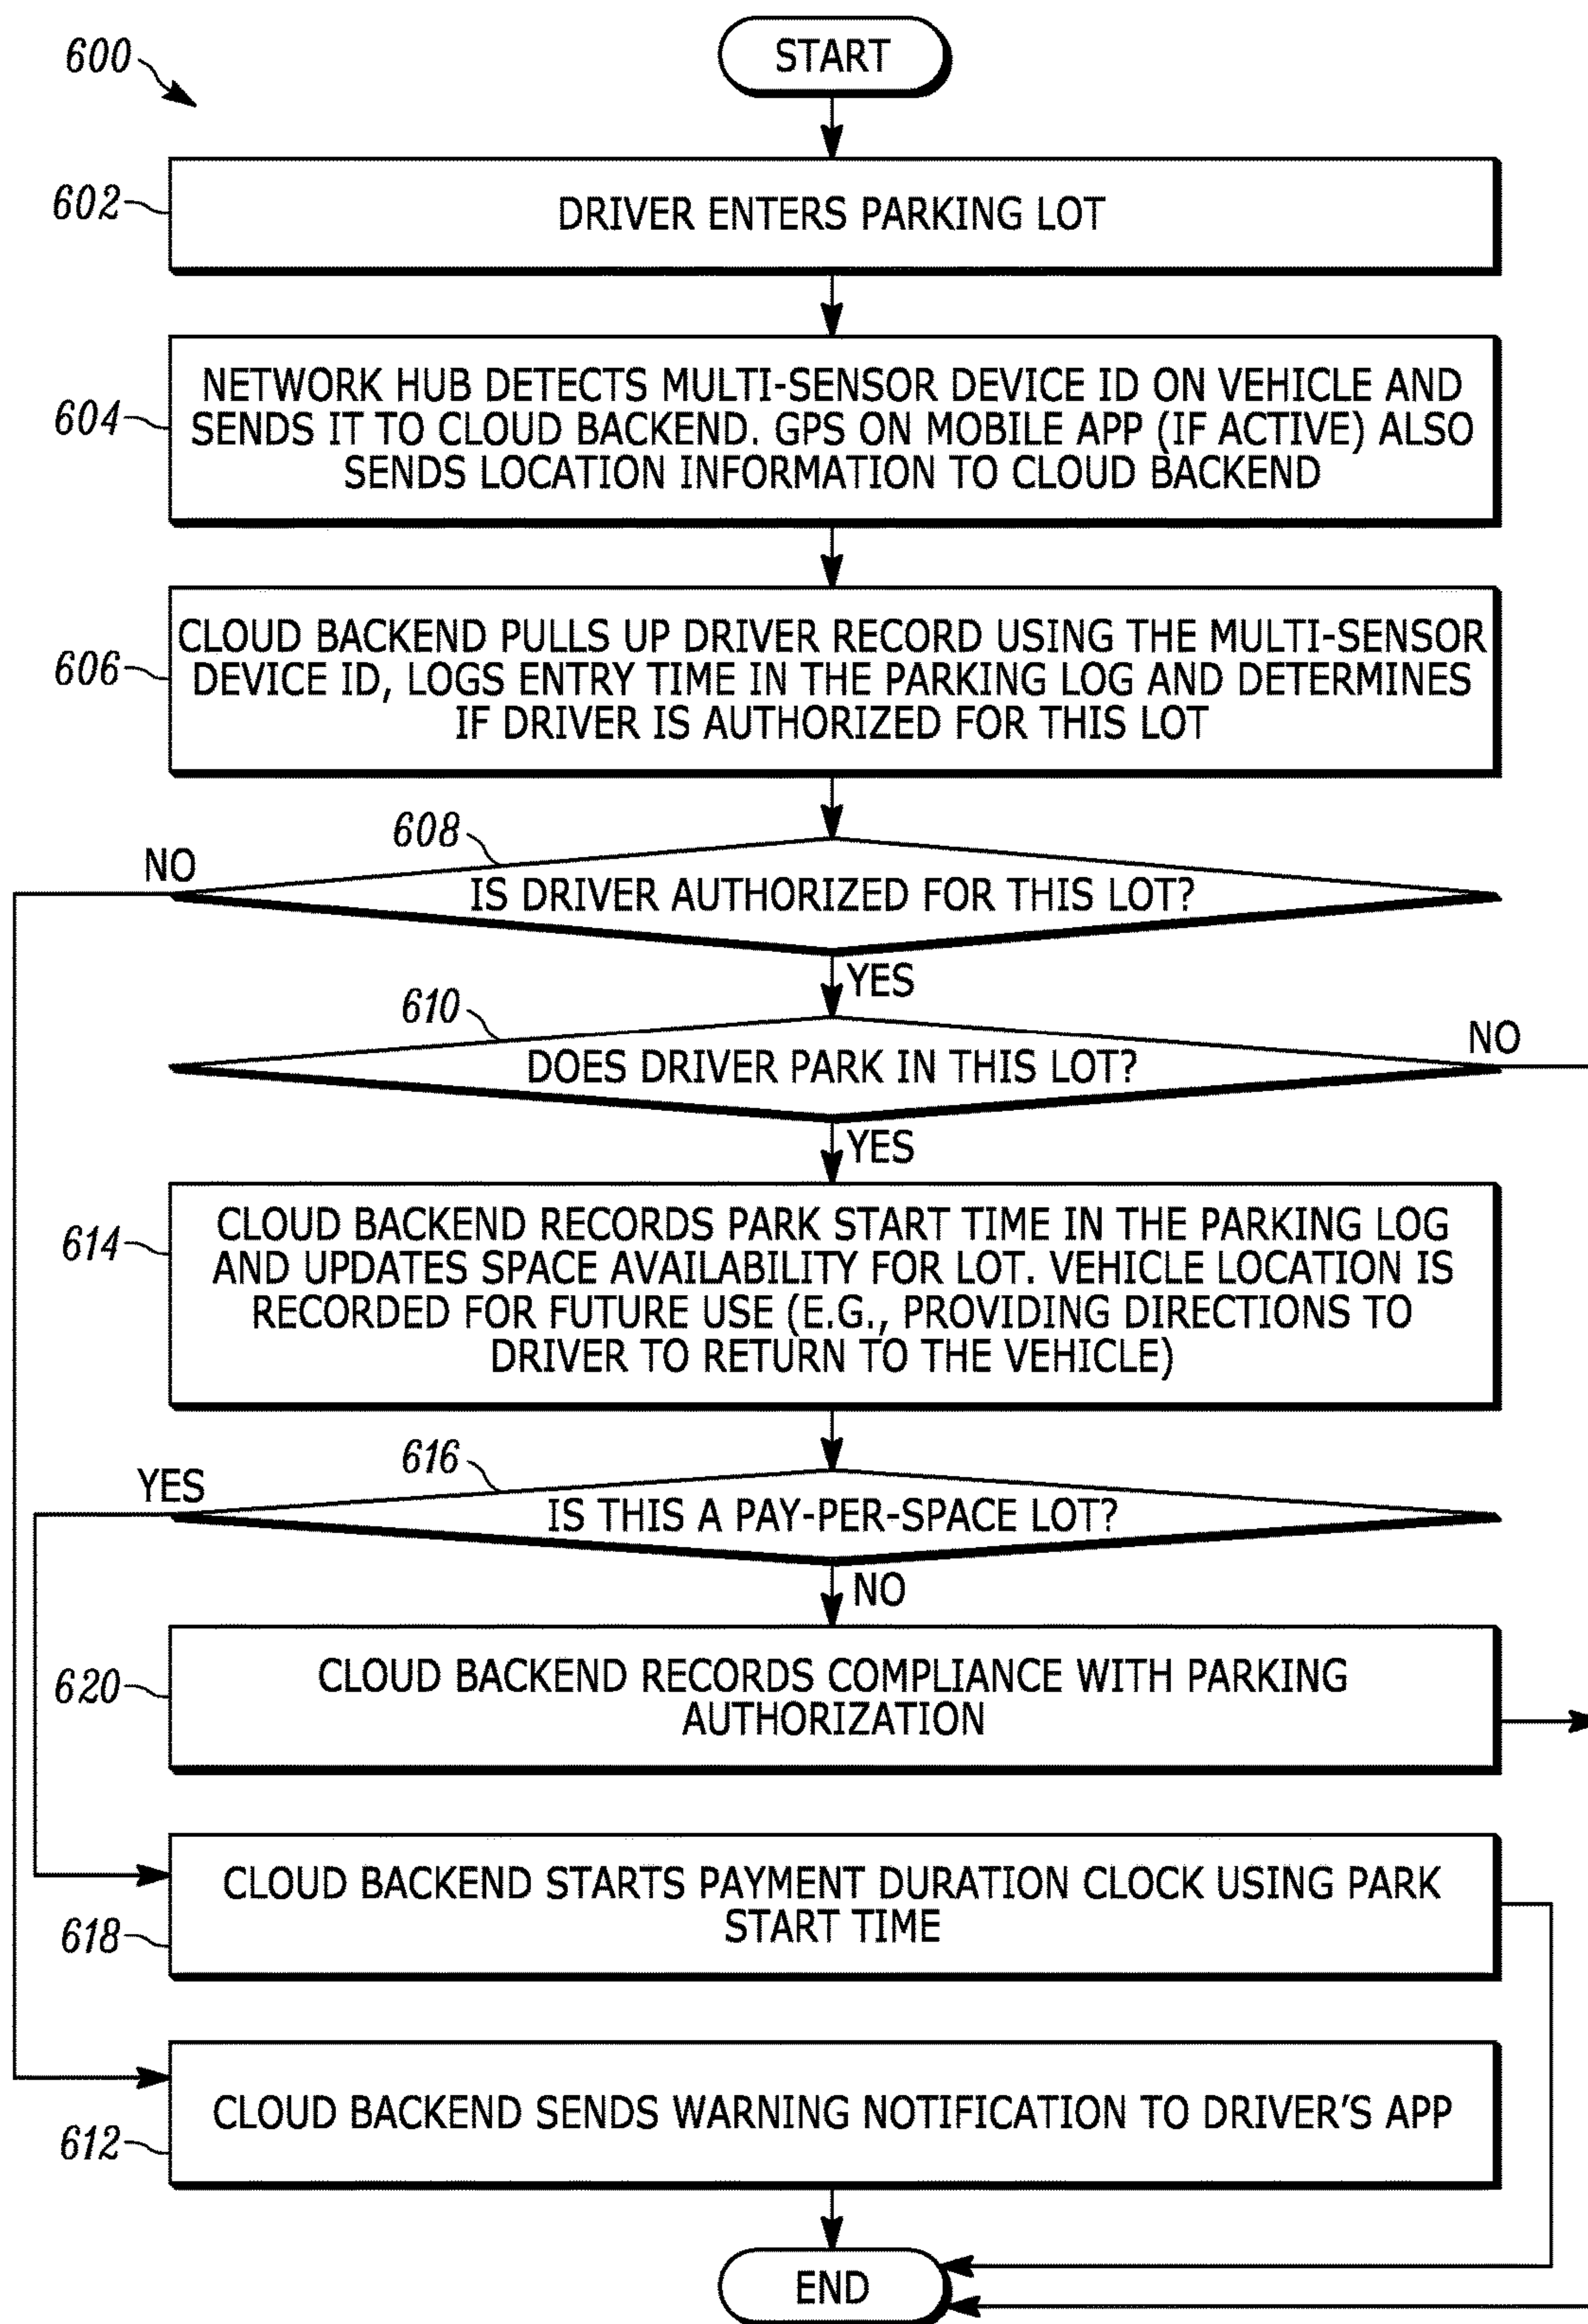 600
START
602
DRIVER ENTERS PARKING LOT
604
NETWORK HUB DETECTS MULTI-SENSOR DEVICE ID ON VEHICLE AND
SENDS IT TO CLOUD BACKEND. GPS ON MOBILE APP (IF ACTIVE) ALSO
SENDS LOCATION INFORMATION TO CLOUD BACKEND
606
CLOUD BACKEND PULLS UP DRIVER RECORD USING THE MULTI-SENSOR
DEVICE ID, LOGS ENTRY TIME IN THE PARKING LOG AND DETERMINES
IF DRIVER IS AUTHORIZED FOR THIS LOT
608
NO
IS DRIVER AUTHORIZED FOR THIS LOT?
YES
610
NO
DOES DRIVER PARK IN THIS LOT?
YES
614
CLOUD BACKEND RECORDS PARK START TIME IN THE PARKING LOG
AND UPDATES SPACE AVAILABILITY FOR LOT. VEHICLE LOCATION IS
RECORDED FOR FUTURE USE (E.G., PROVIDING DIRECTIONS TO
DRIVER TO RETURN TO THE VEHICLE)
616
YES
IS THIS A PAY-PER-SPACE LOT?
NO
620
CLOUD BACKEND RECORDS COMPLIANCE WITH PARKING
AUTHORIZATION
618
CLOUD BACKEND STARTS PAYMENT DURATION CLOCK USING PARK
START TIME
612
CLOUD BACKEND SENDS WARNING NOTIFICATION TO DRIVER'S APP
END